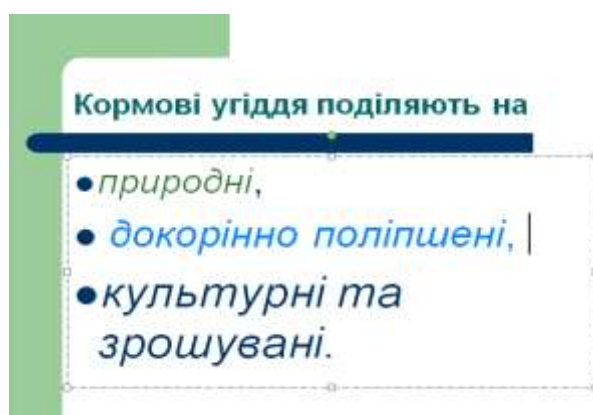 Кормові угіддя поділяють на
•природні,
• докорінно поліпшені,
•культурні та
зрошувані.